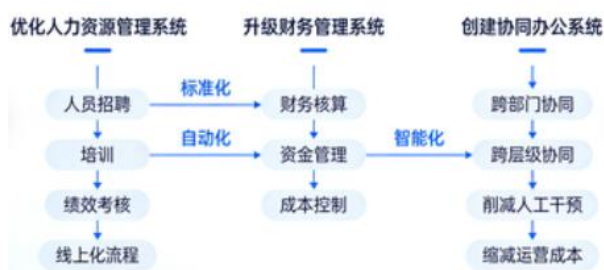 优化人力资源管理系统 升级财务管理系统 创建协同办公系统
人员招聘 标准化 财务核算 跨部门协同
培训 自动化 资金管理 智能化 跨层级协同
绩效考核 成本控制 削减人工干预
线上化流程 缩减运营成本